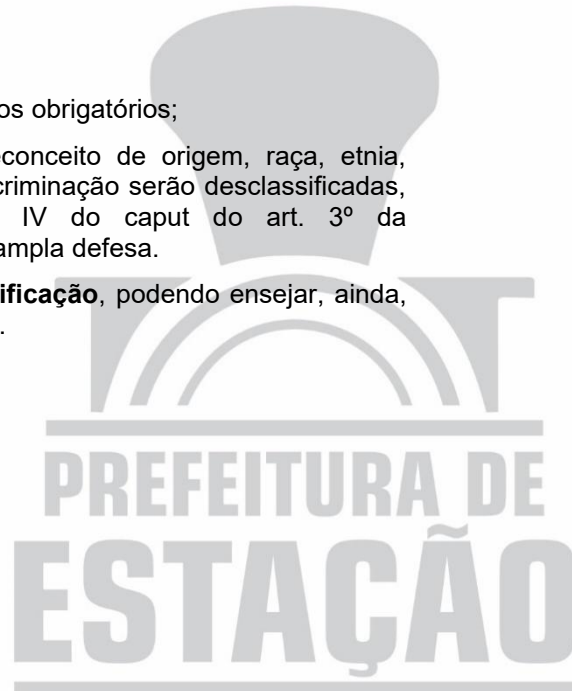 os obrigatórios;
conceito de origem, raça, etnia,
criminação serão desclassificadas,
IV do caput do art. 3º da
ampla defesa.
ificação, podendo ensejar, ainda,
.
PREFEITURA DE
ESTAÇÃO